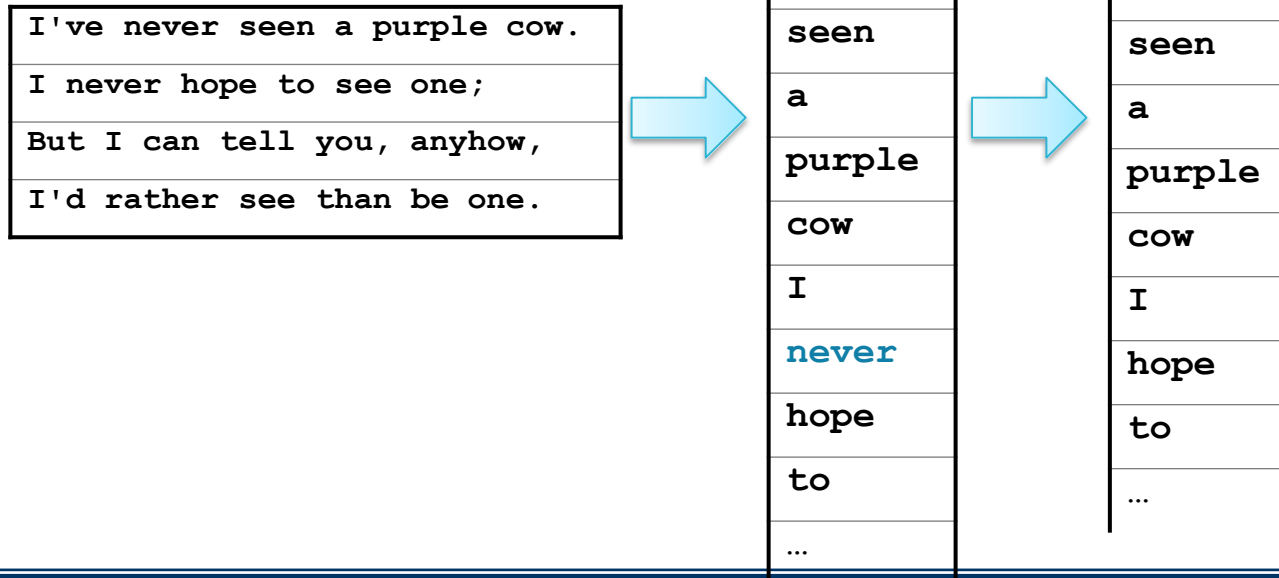 I've never seen a purple cow.
I never hope to see one;
But I can tell you, anyhow,
I'd rather see than be one.
seen
a
purple
cow
I
never
hope
to
…
seen
a
purple
cow
I
hope
to
…